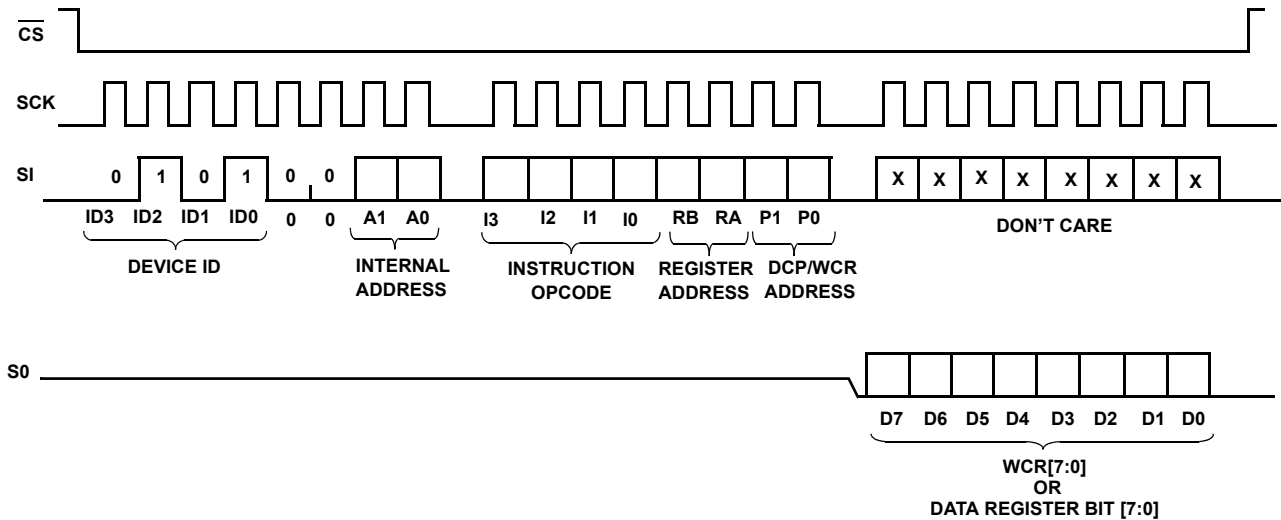 CS
SCK
SI
0 1 0 1 0 0
X X X X X X X X
ID3 ID2 ID1 ID0 0 0 A1 A0 I3 I2 I1 I0 RB RA P1 P0
DON'T CARE
DEVICE ID
INTERNAL
ADDRESS
INSTRUCTION
OPCODE
REGISTER
ADDRESS
DCP/WCR
ADDRESS
S0
D7 D6 D5 D4 D3 D2 D1 D0
WCR[7:0]
OR
DATA REGISTER BIT [7:0]